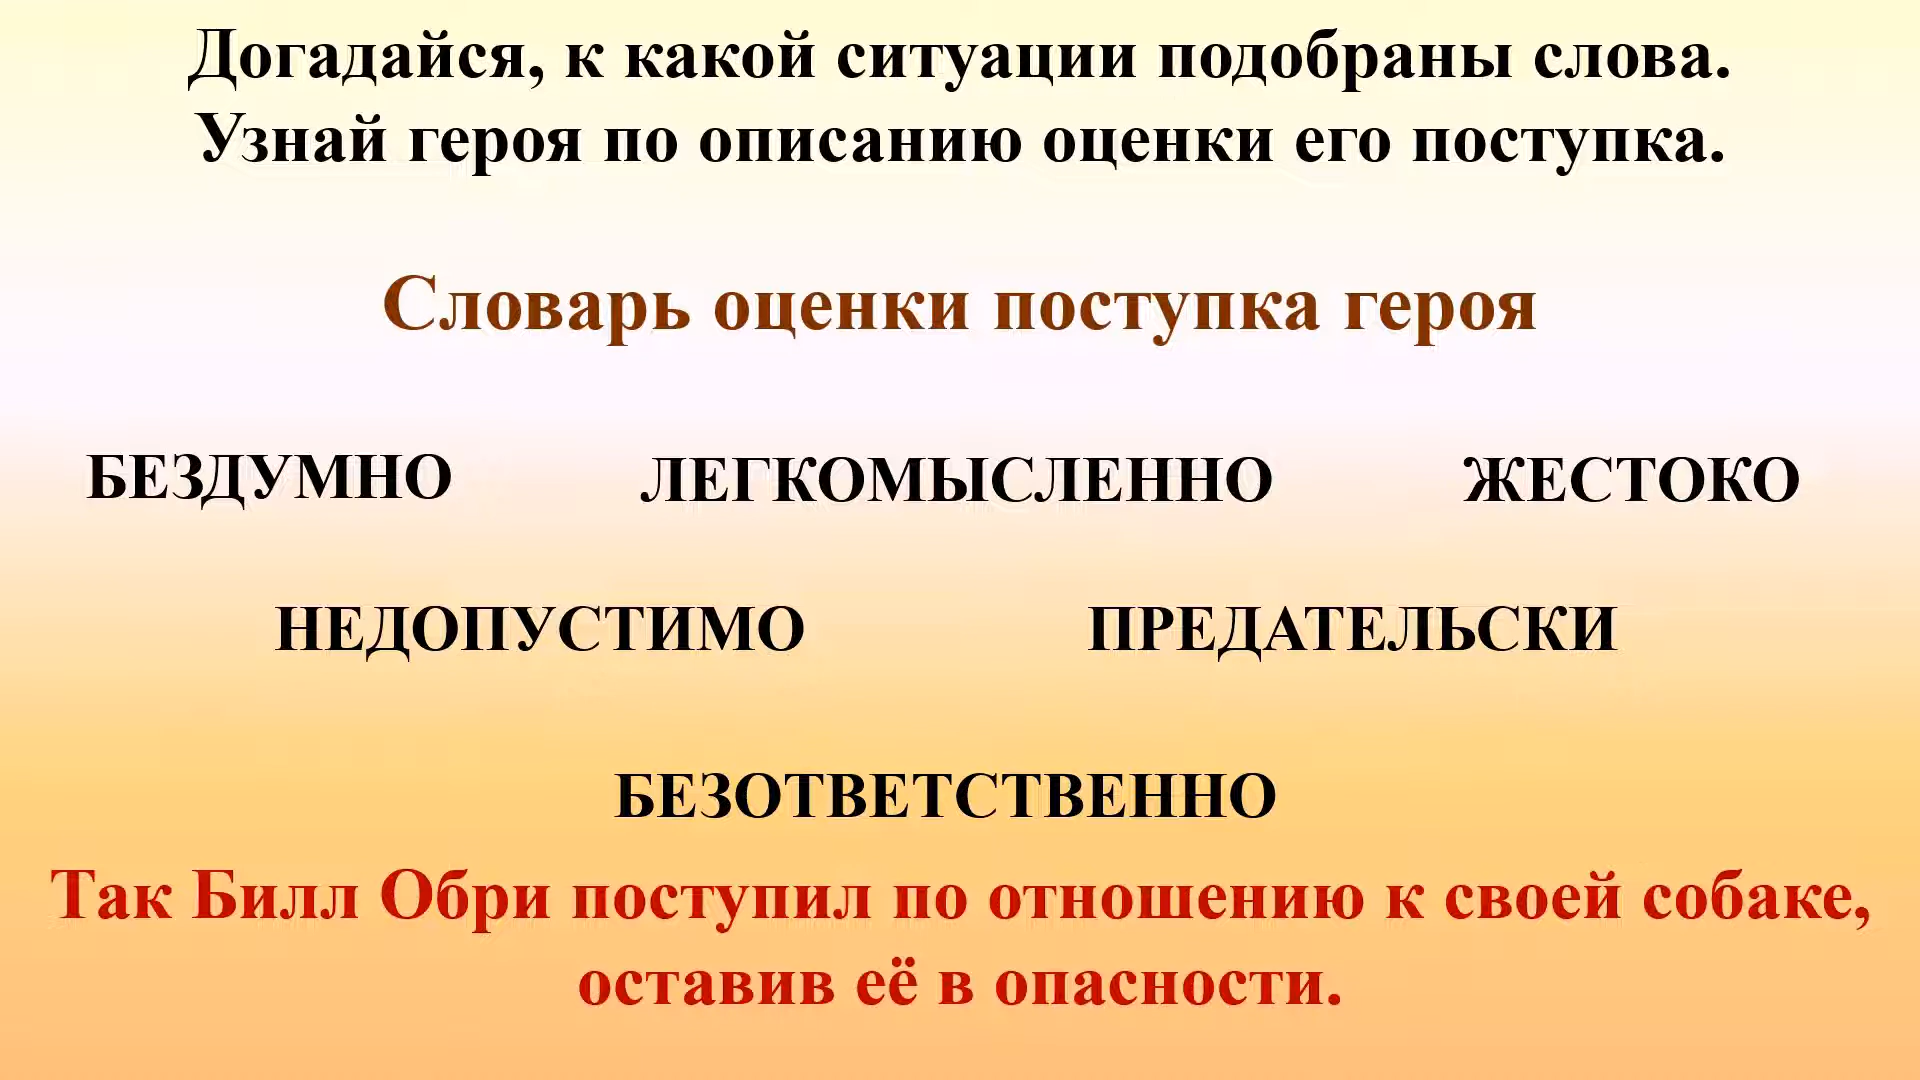 Догадайся, к какой ситуации подобраны слова.
Узнай героя по описанию оценки его поступка.
Словарь оценки поступка героя
БЕЗДУМНО ЛЕГКОМЫСЛЕННО ЖЕСТОКО
НЕДОПУСТИМО ПРЕДАТЕЛЬСКИ
БЕЗОТВЕТСТВЕННО
Так Билл Обри поступил по отношению к своей собаке,
оставив её в опасности.